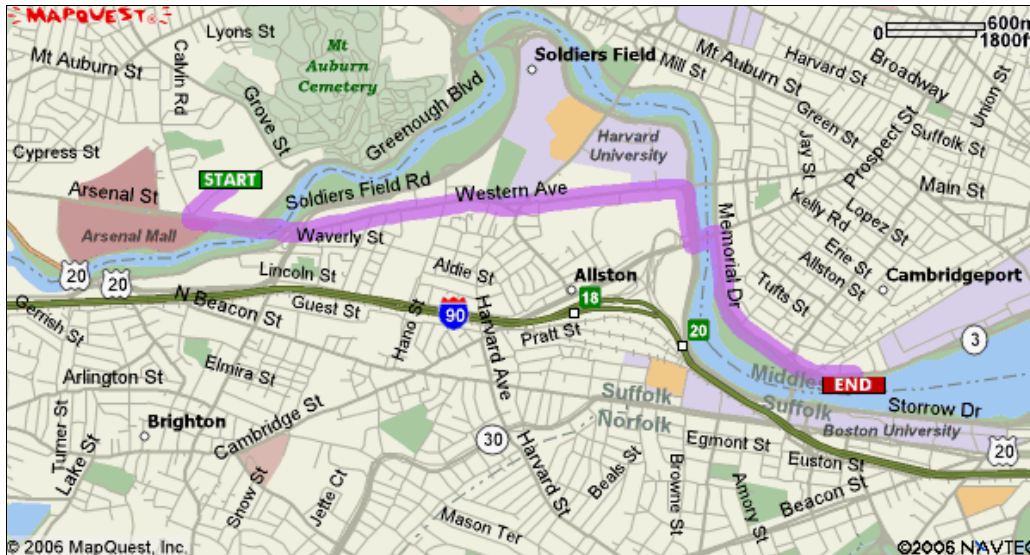 MAPQUEST
600m
0
1800ft
Lyons St
Mt Auburn St
Calvin Rd
Mt
Auburn
Cemetery
Soldiers Field
Mill St
Mt Auburn St
Harvard St
Broadway
Union St
Grove St
Greenough Blvd
Green St
Prospect St
Suffolk St
Cypress St
Harvard
University
Jay St
Main St
START
Arsenal St
Soldiers Field Rd
Western Ave
Kelly Rd
Lopez St
Arsenal Mall
Waverly St
Memorial Dr
Erie St
Allston St
20
20
Lincoln St
Aldie St
Allston
Tufts St
Cambridgeport
N Beacon St
Guest St
Hano St
90
Harvard Ave
18
Pratt St
20
3
Gerrish St
Elmira St
Arlington St
END
Suffolk
Suffolk
Storrow Dr
Turner St
Lake St
Brighton
Cambridge St
Norfolk
Boston University
30
Harvard St
Egmont St
20
Snow St
Jette Ct
Beals St
Browne St
Amory St
Euston St
Beacon St
Mason Ter
© 2006 MapQuest, Inc.
©2006 NAVTEQ